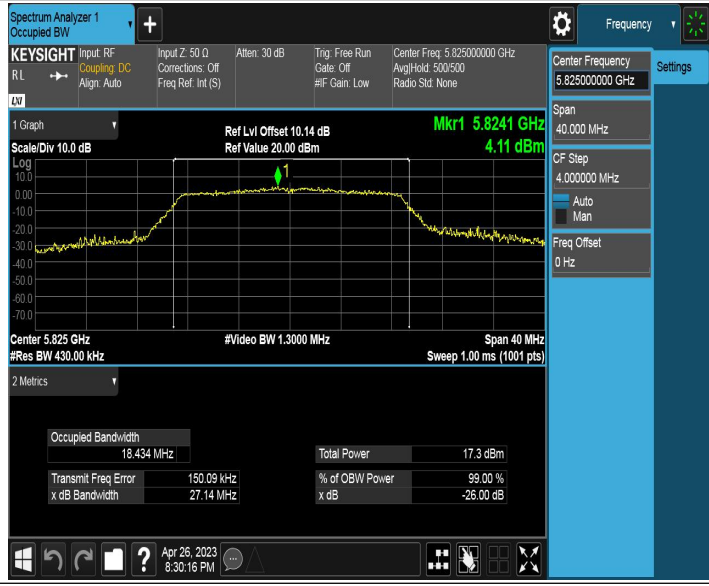 Spectrum Analyzer 1
Occupied BW
Frequency
KEYSIGHT
RL
LXI
Input: RF
Coupling: DC
Align: Auto
Input Z: 50 Ω
Corrections: Off
Freq Ref: Int (S)
Atten: 30 dB
Trig: Free Run
Gate: Off
#IF Gain: Low
Center Freq: 5.825000000 GHz
Avg|Hold: 500/500
Radio Std: None
Center Frequency
5.825000000 GHz
Settings
Span
40.000 MHz
CF Step
4.000000 MHz
Auto
Man
Freq Offset
0 Hz
1 Graph
Scale/Div 10.0 dB
Ref Lvl Offset 10.14 dB
Ref Value 20.00 dBm
Mkr1 5.8241 GHz
4.11 dBm
Log
10.0
0.00
-10.0
-20.0
-30.0
-40.0
-50.0
-60.0
-70.0
1
Center 5.825 GHz
#Res BW 430.00 kHz
#Video BW 1.3000 MHz
Span 40 MHz
Sweep 1.00 ms (1001 pts)
2 Metrics
Occupied Bandwidth
18.434 MHz
Total Power 17.3 dBm
Transmit Freq Error 150.09 kHz
% of OBW Power 99.00 %
x dB Bandwidth 27.14 MHz
x dB -26.00 dB
?
Apr 26, 2023
8:30:16 PM